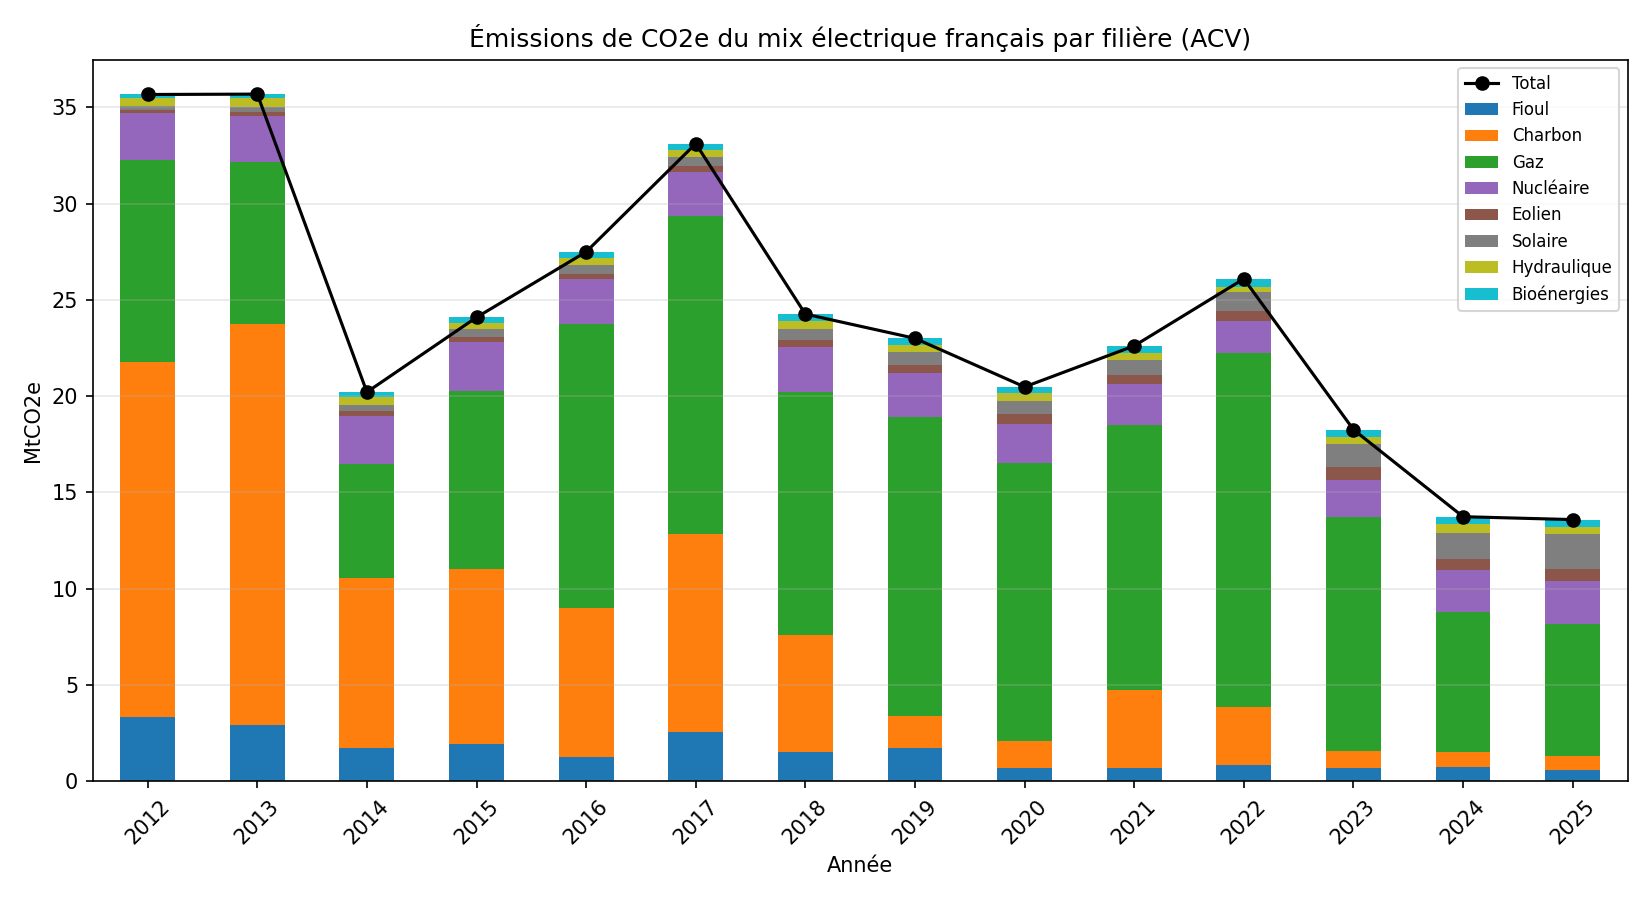 Émissions de CO2e du mix électrique français par filière (ACV)
Total
Fioul
Charbon
Gaz
Nucléaire
Eolien
Solaire
Hydraulique
Bioénergies
MtCO2e
35
30
25
20
15
10
5
0
2012
2013
2014
2015
2016
2017
2018
2019
2020
2021
2022
2023
2024
2025
Année